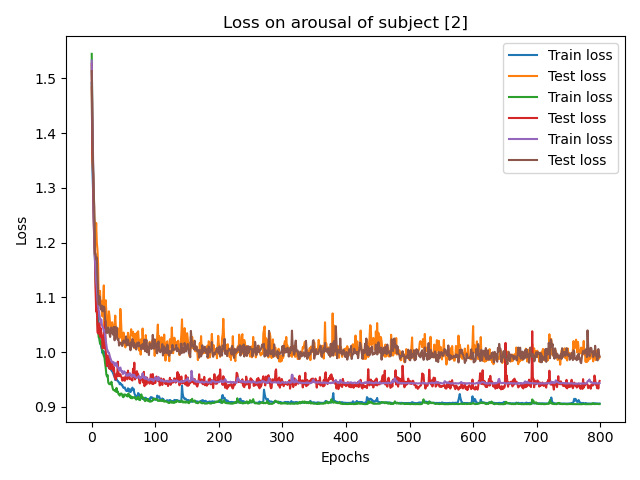 Loss on arousal of subject [2]
Train loss
Test loss
Train loss
Test loss
Train loss
Test loss
1.5
1.4
1.3
1.2
1.1
1.0
0.9
Loss
0 100 200 300 400 500 600 700 800
Epochs